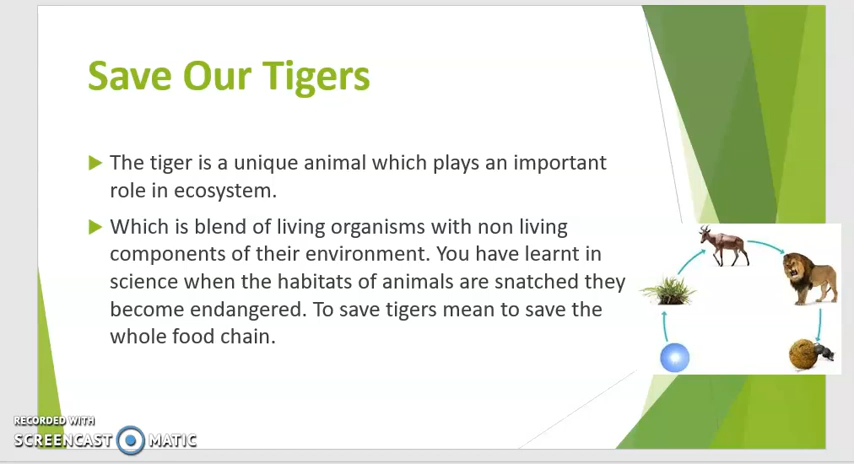 Save Our Tigers
The tiger is a unique animal which plays an important
role in ecosystem.
Which is blend of living organisms with non living
components of their environment. You have learnt in
science when the habitats of animals are snatched they
become endangered. To save tigers mean to save the
whole food chain.
RECORDED WITH
SCREENCAST MATIC